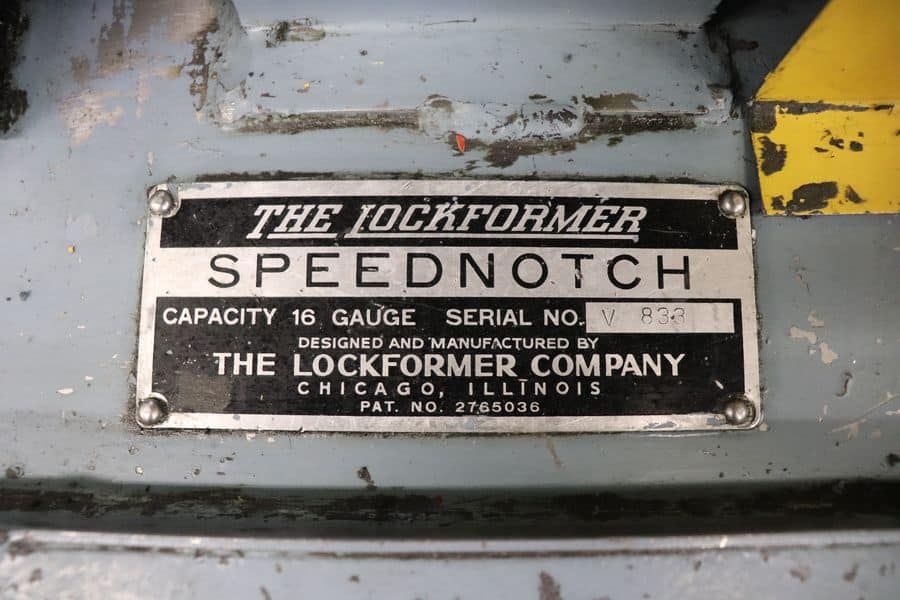 THE LOCKFORMER
SPEEDNOTCH
CAPACITY 16 GAUGE SERIAL NO. V 833
DESIGNED AND MANUFACTURED BY
THE LOCKFORMER COMPANY
CHICAGO, ILLINOIS
PAT. NO. 2765036